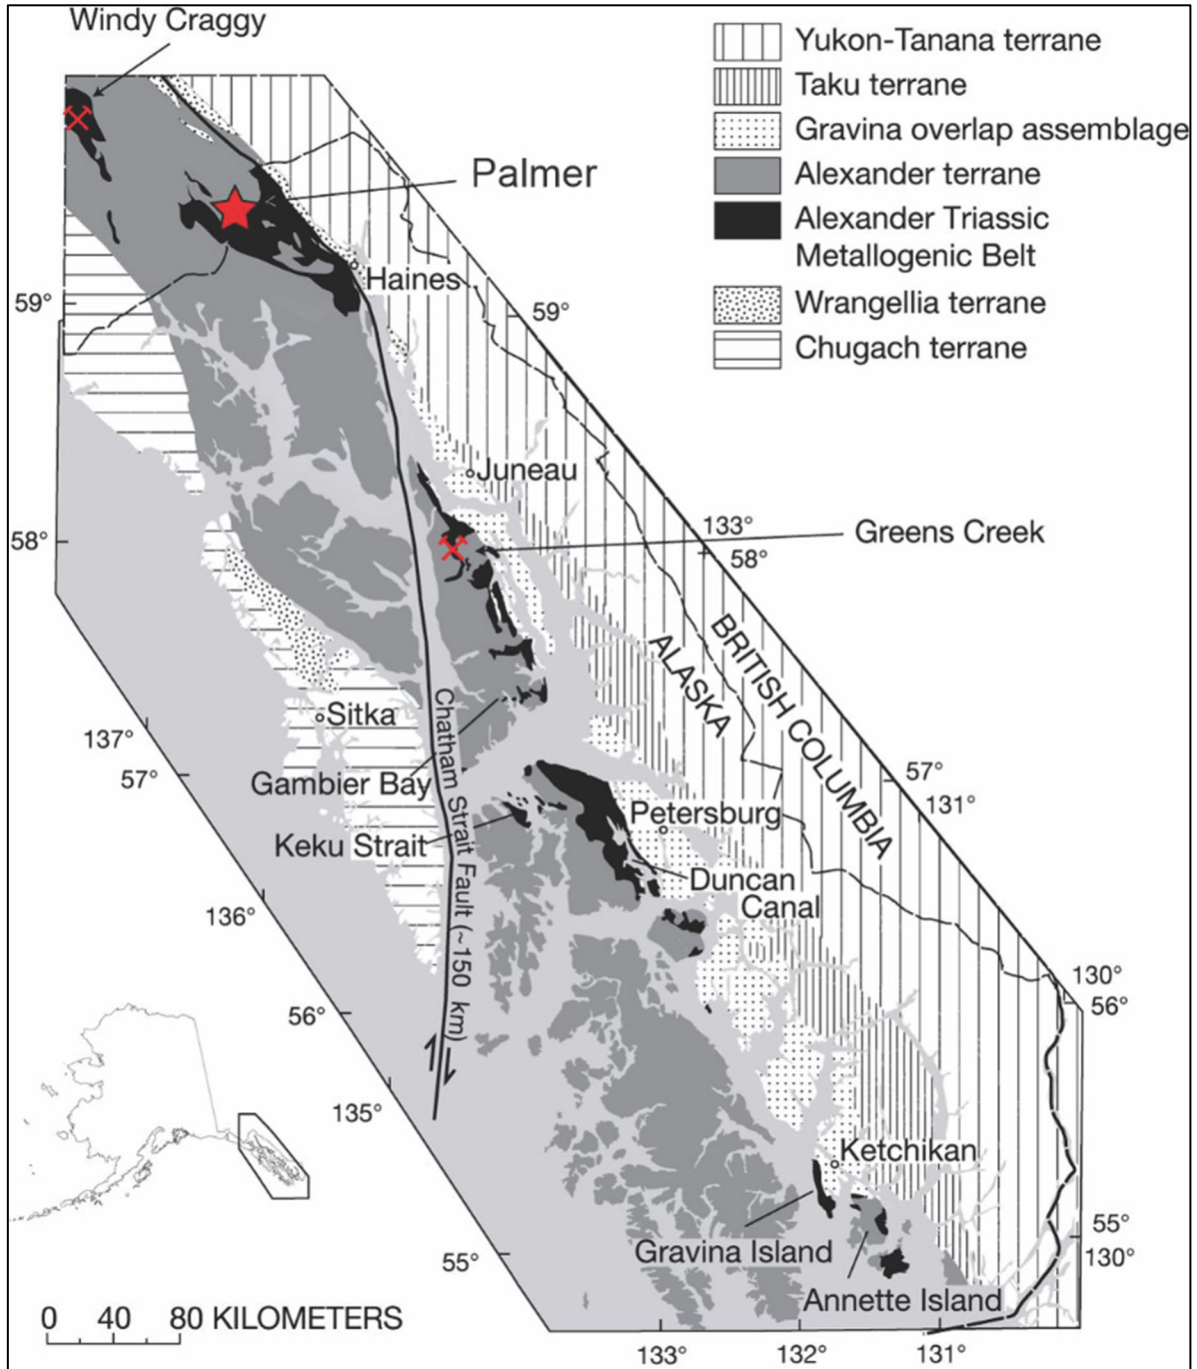 Windy Craggy
Yukon-Tanana terrane
Taku terrane
Gravina overlap assemblage
Alexander terrane
Alexander Triassic
Metallogenic Belt
Wrangellia terrane
Chugach terrane
Palmer
Haines
59°
59°
Juneau
133°
58°
58°
Greens Creek
BRITISH COLUMBIA
ALASKA
Sitka
Chatham Strait Fault (~150 km)
137°
57°
Gambier Bay
57°
131°
Petersburg
Keku Strait
Duncan
Canal
136°
130°
56°
56°
135°
Ketchikan
55°
130°
Gravina Island
55°
Annette Island
0 40 80 KILOMETERS
133° 132° 131°